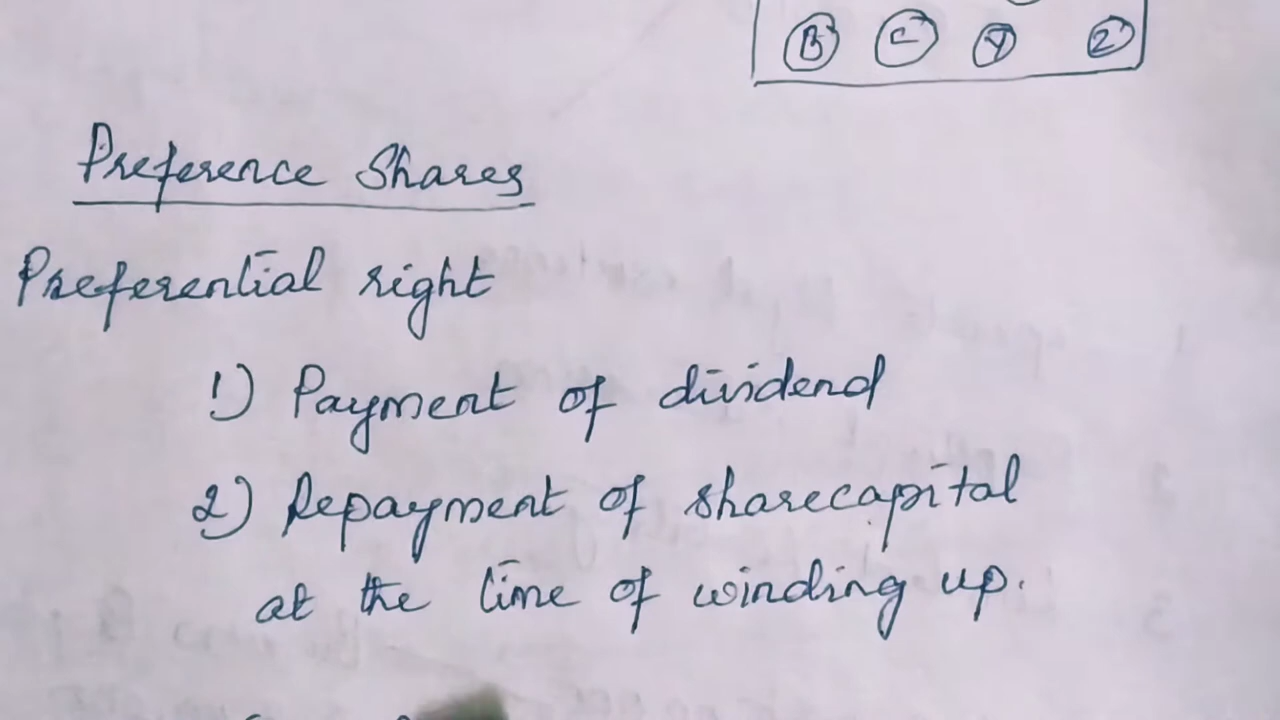 B C Y Z
Preference Shares
Preferential right
1) Payment of dividend
2) Repayment of sharecapital
at the time of winding up.